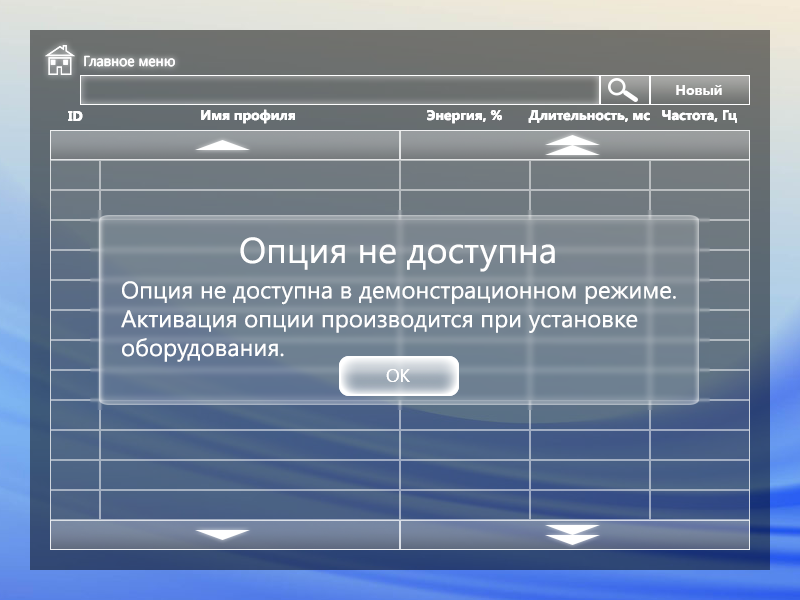 Главное меню
Новый
ID Имя профиля Энергия, % Длительность, мс Частота, Гц
Опция не доступна
Опция не доступна в демонстрационном режиме.
Активация опции производится при установке
оборудования.
ОК